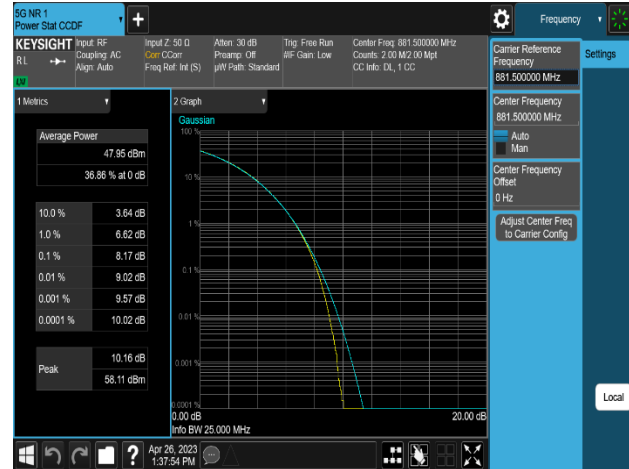 5G NR 1
Power Stat CCDF
Frequency
KEYSIGHT
RL
LM
Input: RF
Coupling: AC
Align: Auto
Input Z: 50 Ω
Corr CCorr
Freq Ref: Int (S)
Atten: 30 dB
Preamp: Off
µW Path: Standard
Trig: Free Run
#IF Gain: Low
Center Freq: 881.500000 MHz
Counts: 2.00 M/2.00 Mpt
CC Info: DL, 1 CC
1 Metrics
Average Power
47.95 dBm
36.86 % at 0 dB
10.0 % 3.64 dB
1.0 % 6.62 dB
0.1 % 8.17 dB
0.01 % 9.02 dB
0.001 % 9.57 dB
0.0001 % 10.02 dB
Peak
10.16 dB
58.11 dBm
2 Graph
Gaussian
100 %
10 %
1 %
0.1 %
0.01 %
0.001 %
0.0001 %
0.00 dB
20.00 dB
Info BW 25.000 MHz
Carrier Reference
Frequency
881.500000 MHz
Center Frequency
881.500000 MHz
Auto
Man
Center Frequency
Offset
0 Hz
Adjust Center Freq
to Carrier Config
Settings
Local
Apr 26, 2023
1:37:54 PM